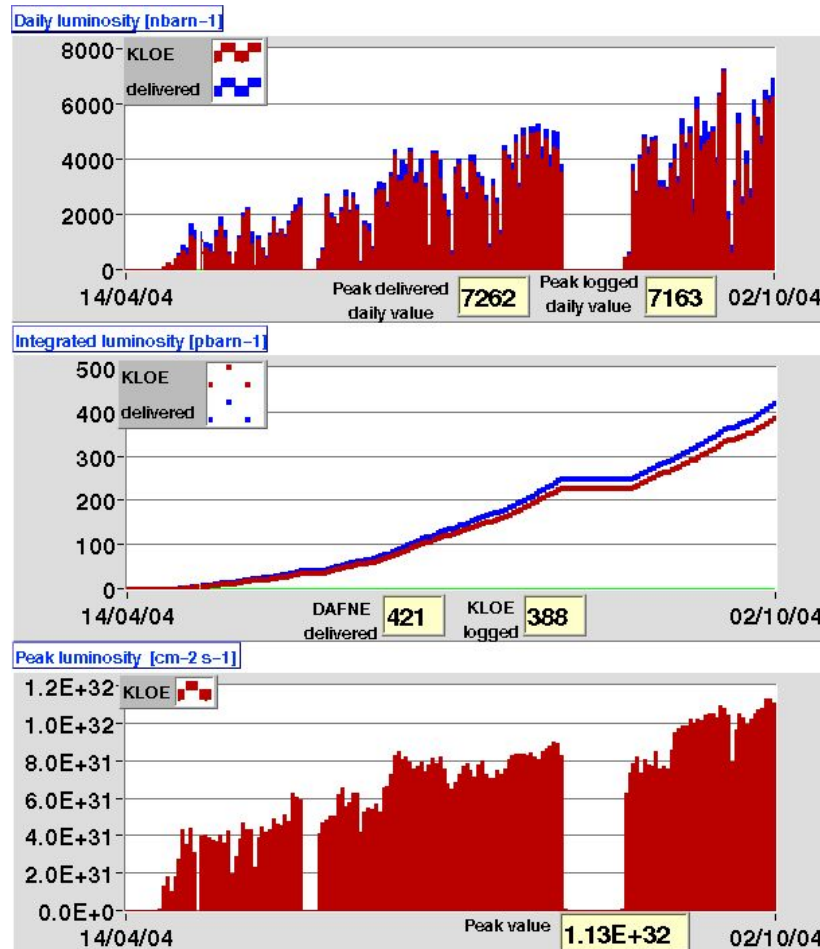 Daily luminosity [nbarn-1]
8000
KLOE
delivered
6000
4000
2000
0
14/04/04
Peak delivered daily value
7262
Peak logged daily value
7163
02/10/04
Integrated luminosity [pbarn-1]
500
KLOE
400
delivered
300
200
100
0
14/04/04
DAFNE delivered
421
KLOE logged
388
02/10/04
Peak luminosity [cm-2 s-1]
1.2E+32
KLOE
1.0E+32
8.0E+31
6.0E+31
4.0E+31
2.0E+31
0.0E+0
14/04/04
Peak value
1.13E+32
02/10/04